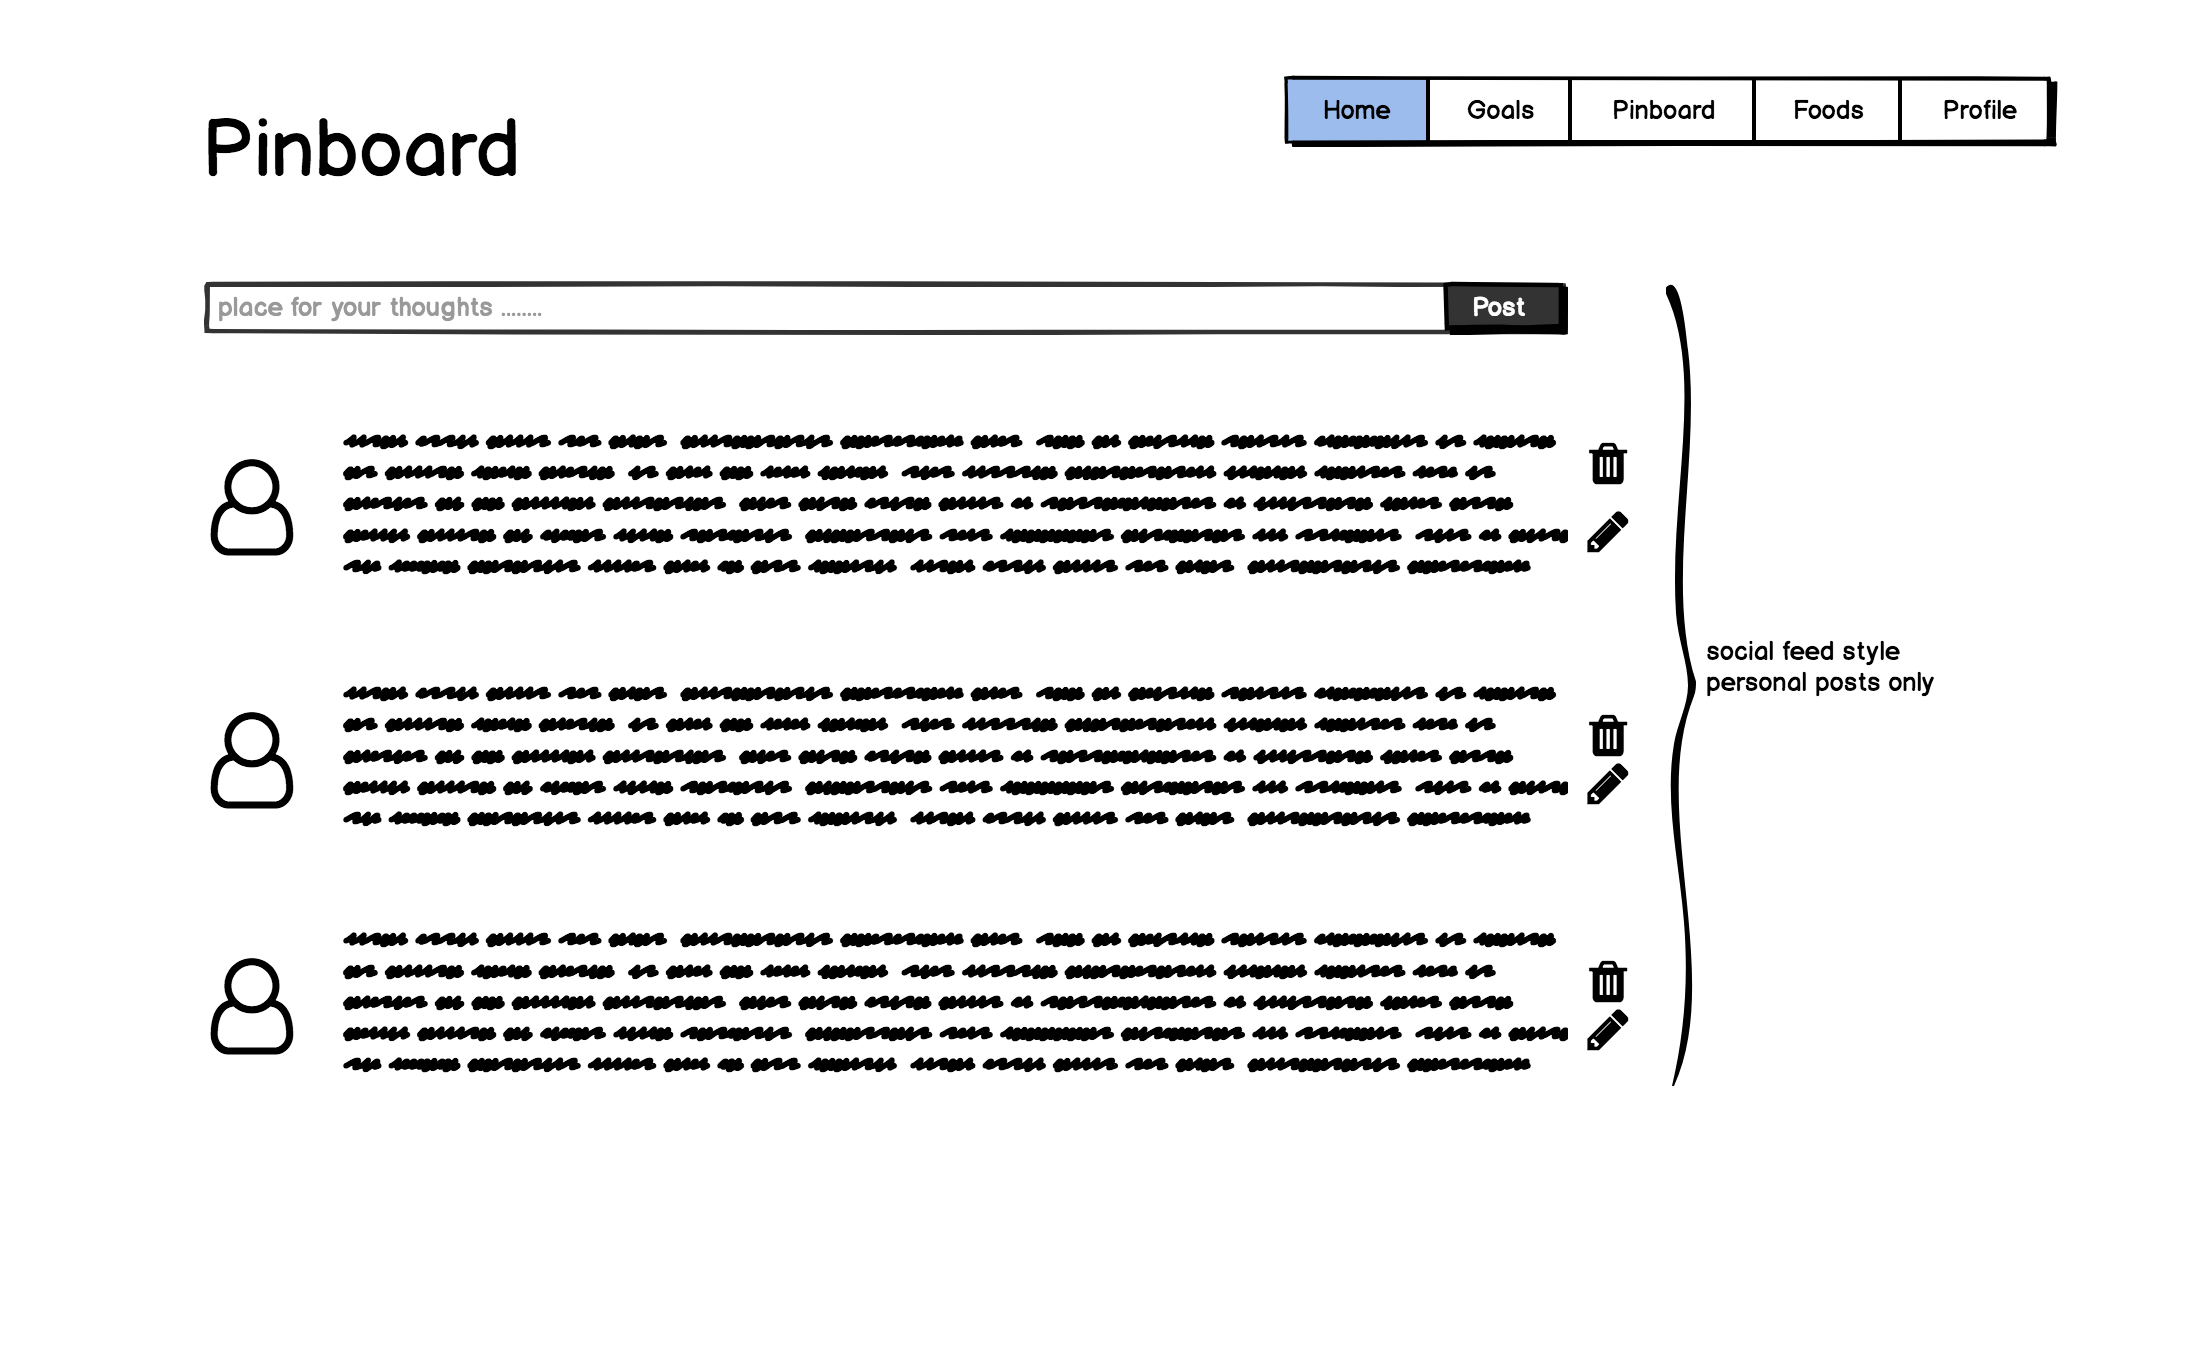 Home Goals Pinboard Foods Profile
Pinboard
place for your thoughts ........
Post
social feed style
personal posts only